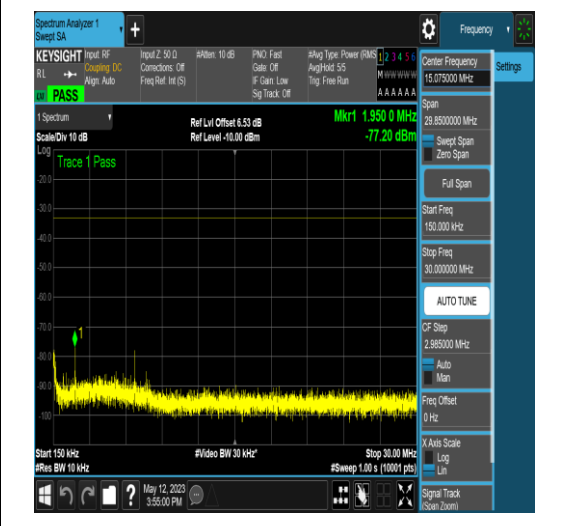 Spectrum Analyzer 1
Swept SA
+
Frequency
KEYSIGHT
RL
PASS
Input: RF
Coupling: DC
Align: Auto
Input Z: 50 Ω
Corrections: Off
Freq Ref: Int (S)
#Atten: 10 dB
PNO: Fast
Gate: Off
IF Gain: Low
Sig Track: Off
#Avg Type: Power (RMS
Avg|Hold: 5/5
Trig: Free Run
1 2 3 4 5 6
M W W W W W
A A A A A A
1 Spectrum
Scale/Div 10 dB
Ref Lvl Offset 6.53 dB
Ref Level -10.00 dBm
Mkr1 1.950 0 MHz
-77.20 dBm
Log
Trace 1 Pass
-20.0
-30.0
-40.0
-50.0
-60.0
-70.0
-80.0
-90.0
-100
1
Start 150 kHz
#Res BW 10 kHz
#Video BW 30 kHz*
Stop 30.00 MHz
#Sweep 1.00 s (10001 pts)
?
May 12, 2023
3:55:00 PM
Center Frequency
15.075000 MHz
Settings
Span
29.8500000 MHz
Swept Span
Zero Span
Full Span
Start Freq
150.000 kHz
Stop Freq
30.000000 MHz
AUTO TUNE
CF Step
2.985000 MHz
Auto
Man
Freq Offset
0 Hz
X Axis Scale
Log
Lin
Signal Track
(Span Zoom)